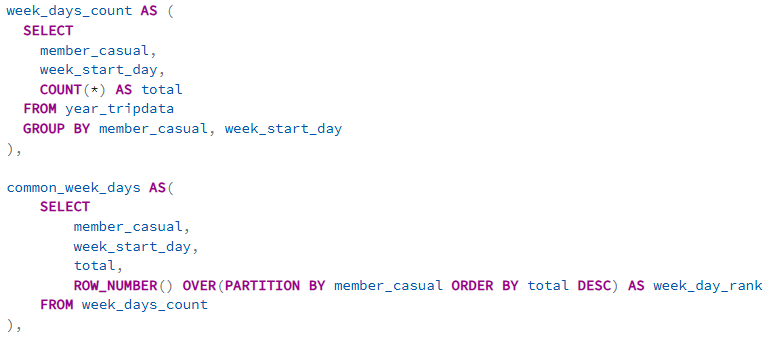 week_days_count AS (
  SELECT
    member_casual,
    week_start_day,
    COUNT(*) AS total
  FROM year_tripdata
  GROUP BY member_casual, week_start_day
),

common_week_days AS(
    SELECT
        member_casual,
        week_start_day,
        total,
        ROW_NUMBER() OVER(PARTITION BY member_casual ORDER BY total DESC) AS week_day_rank
    FROM week_days_count
),